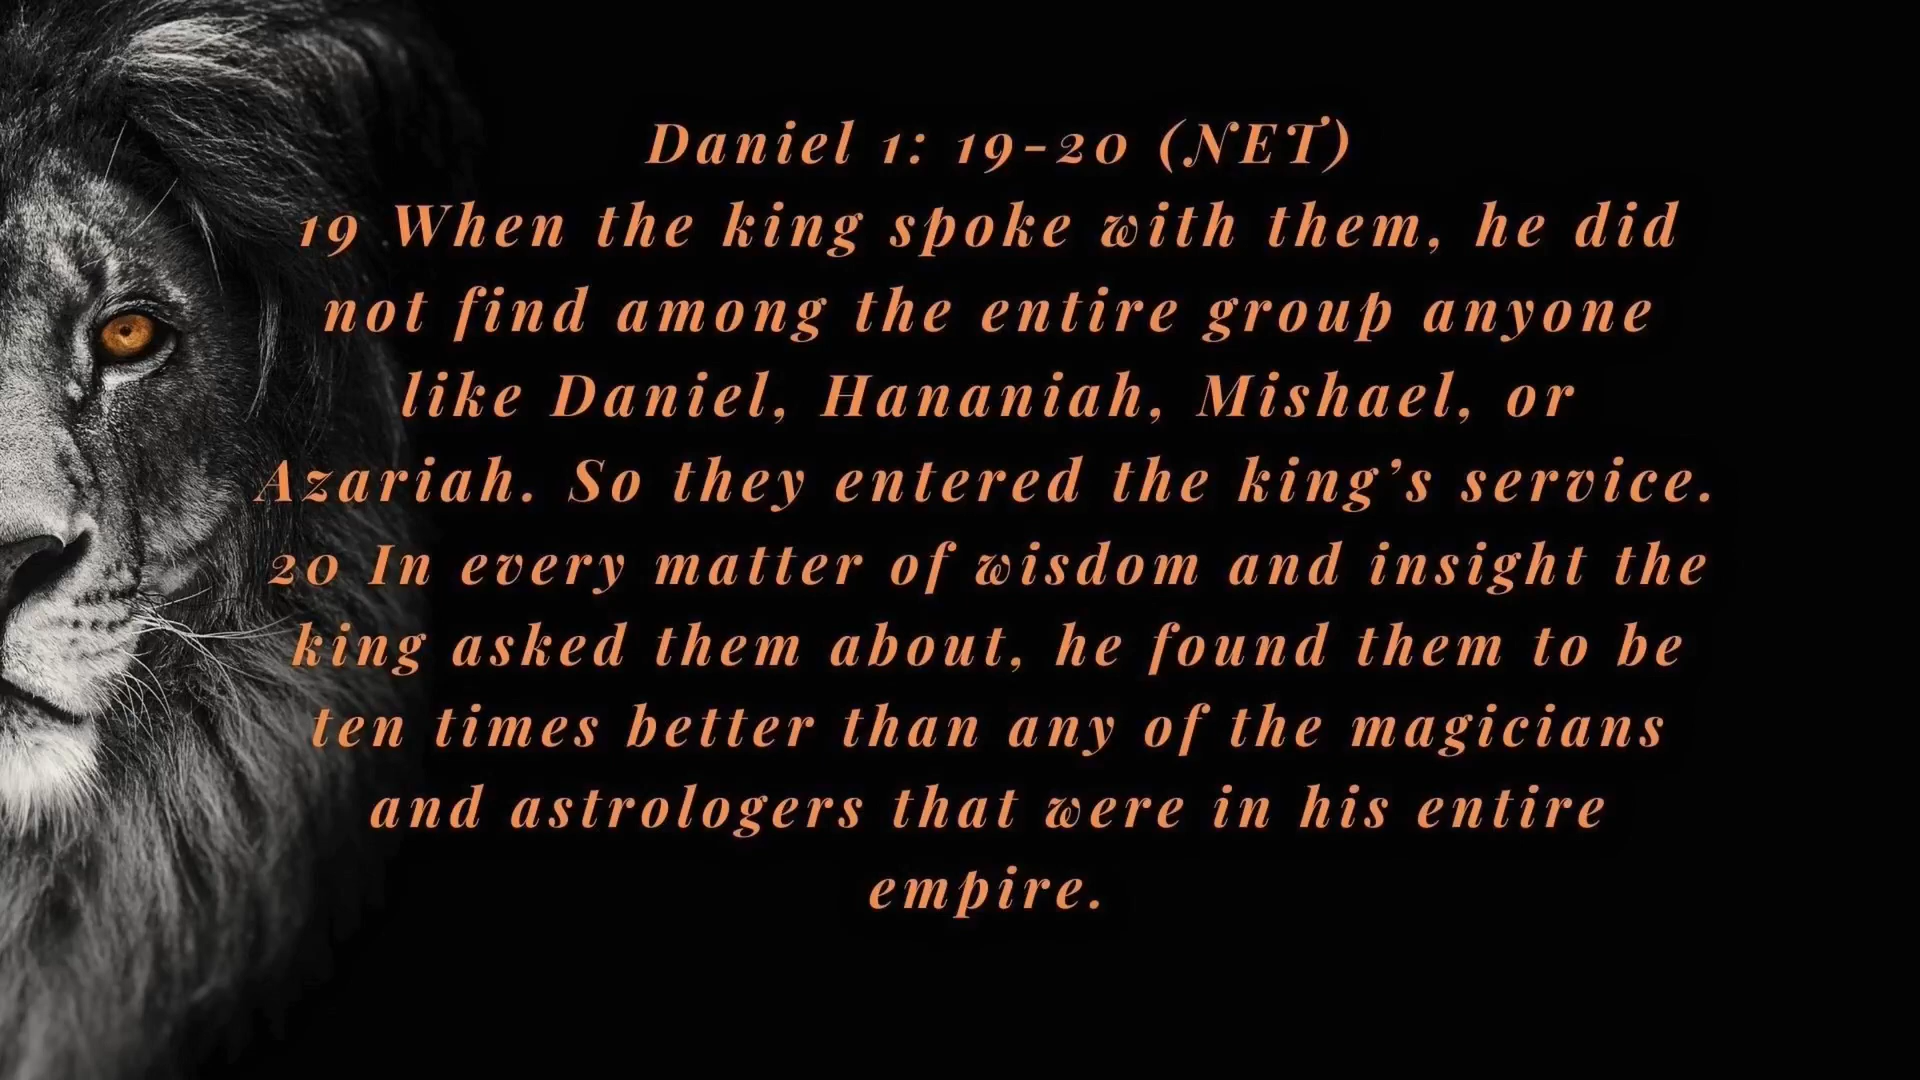 Daniel 1: 19-20 (NET)
19 When the king spoke with them, he did
not find among the entire group anyone
like Daniel, Hananiah, Mishael, or
Azariah. So they entered the king’s service.
20 In every matter of wisdom and insight the
king asked them about, he found them to be
ten times better than any of the magicians
and astrologers that were in his entire
empire.